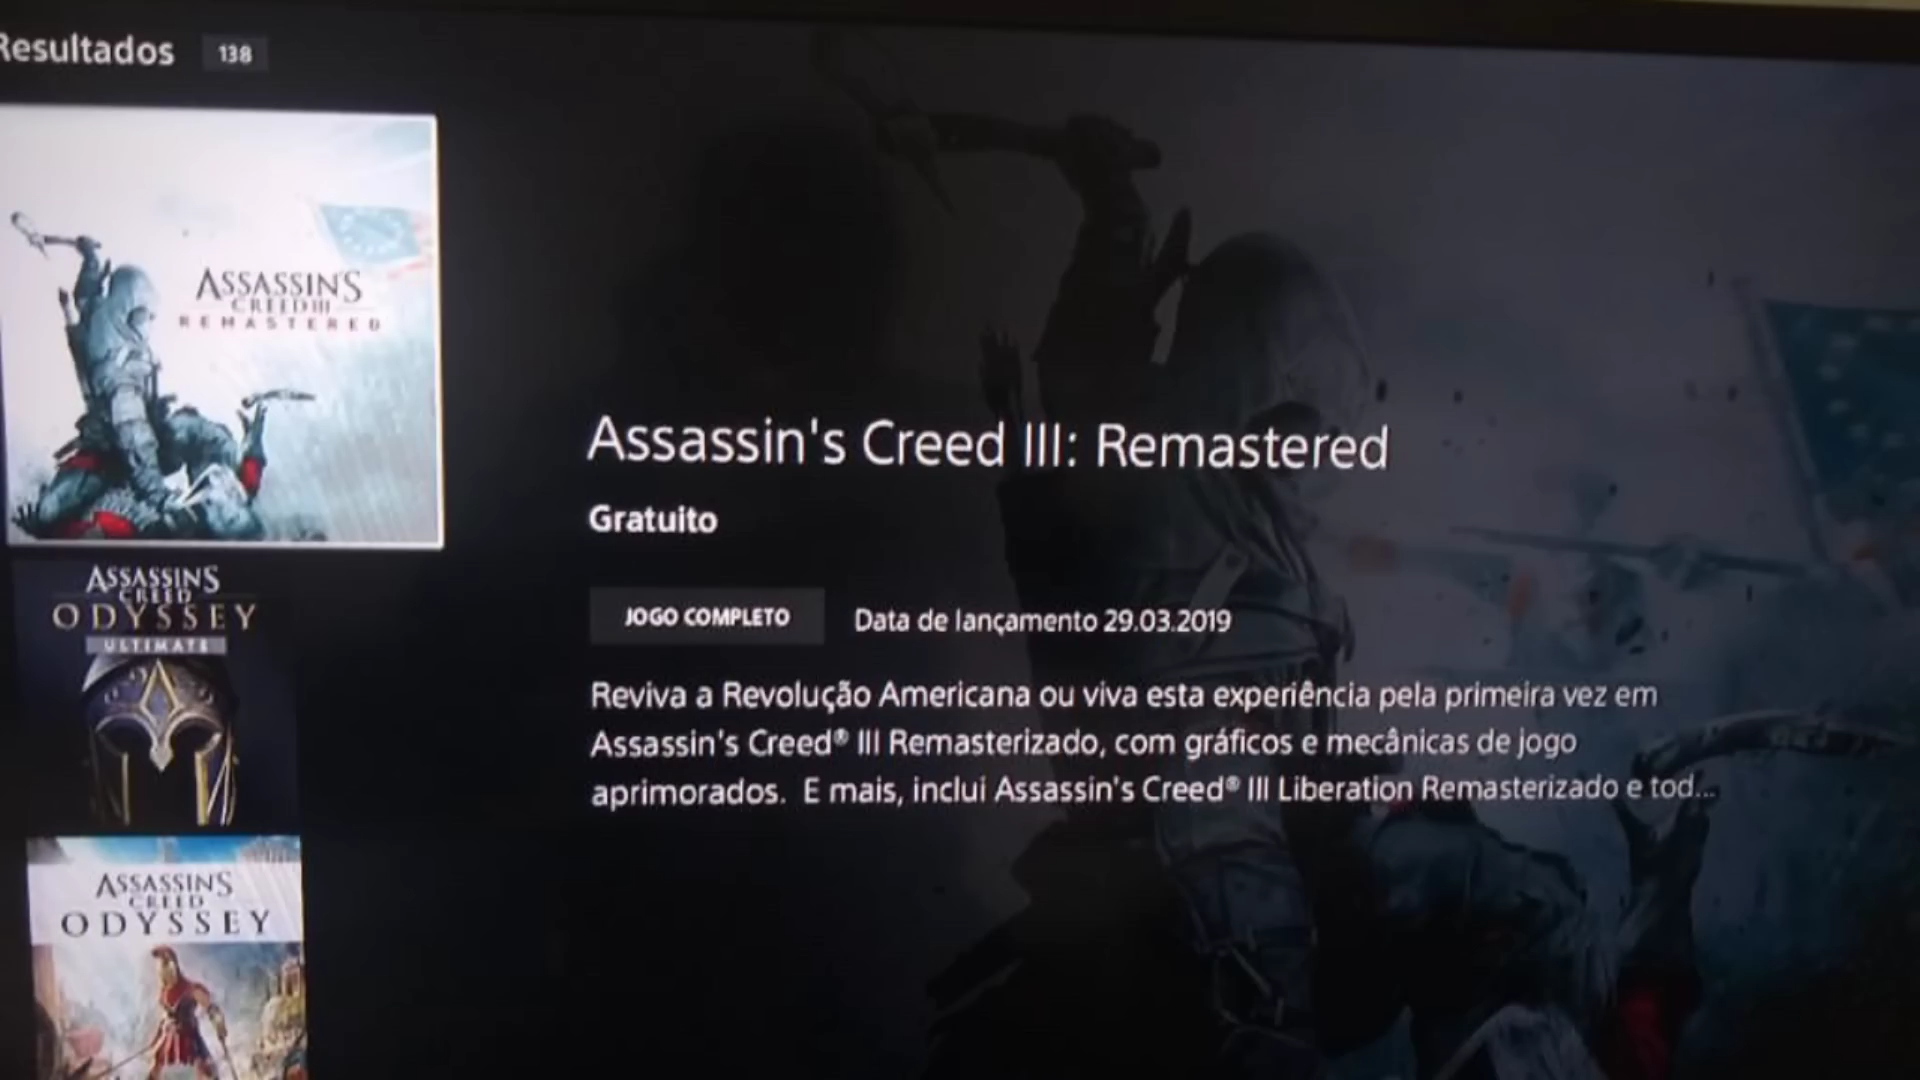 Resultados 138
ASSASSIN'S
CREED III
REMASTERED
Assassin's Creed III: Remastered
Gratuito
JOGO COMPLETO Data de lançamento 29.03.2019
Reviva a Revolução Americana ou viva esta experiência pela primeira vez em
Assassin's Creed® III Remasterizado, com gráficos e mecânicas de jogo
aprimorados. E mais, inclui Assassin's Creed® III Liberation Remasterizado e tod...
ASSASSIN'S
CREED
ODYSSEY
ULTIMATE
ASSASSIN'S
CREED
ODYSSEY